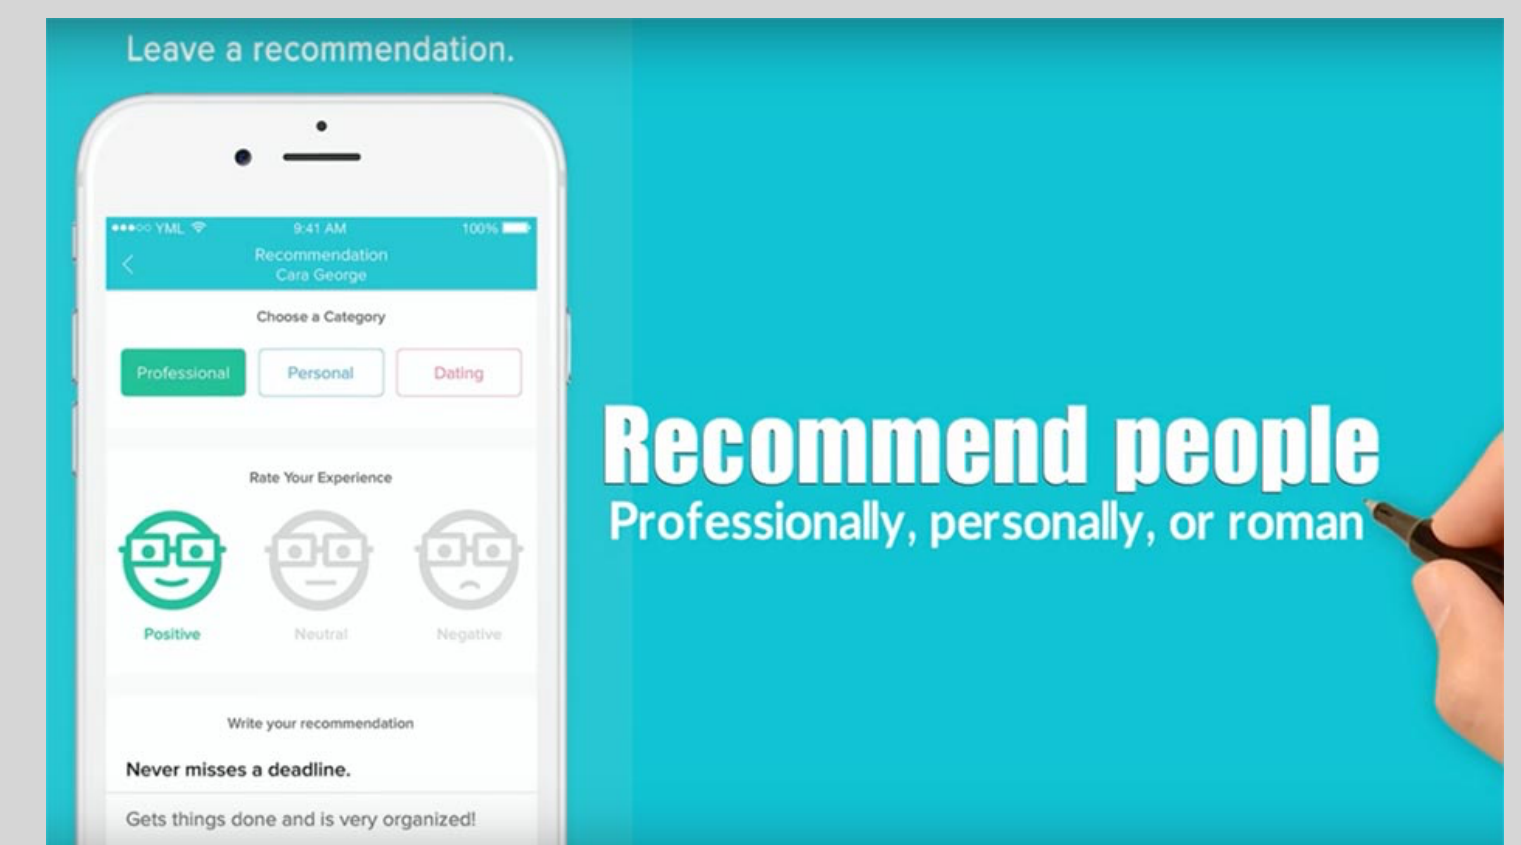 Leave a recommendation.
YML 9:41 AM 100%
Recommendation
Cara George
Choose a Category
Professional Personal Dating
Rate Your Experience
Positive Neutral Negative
Write your recommendation
Never misses a deadline.
Gets things done and is very organized!
Recommend people
Professionally, personally, or roman